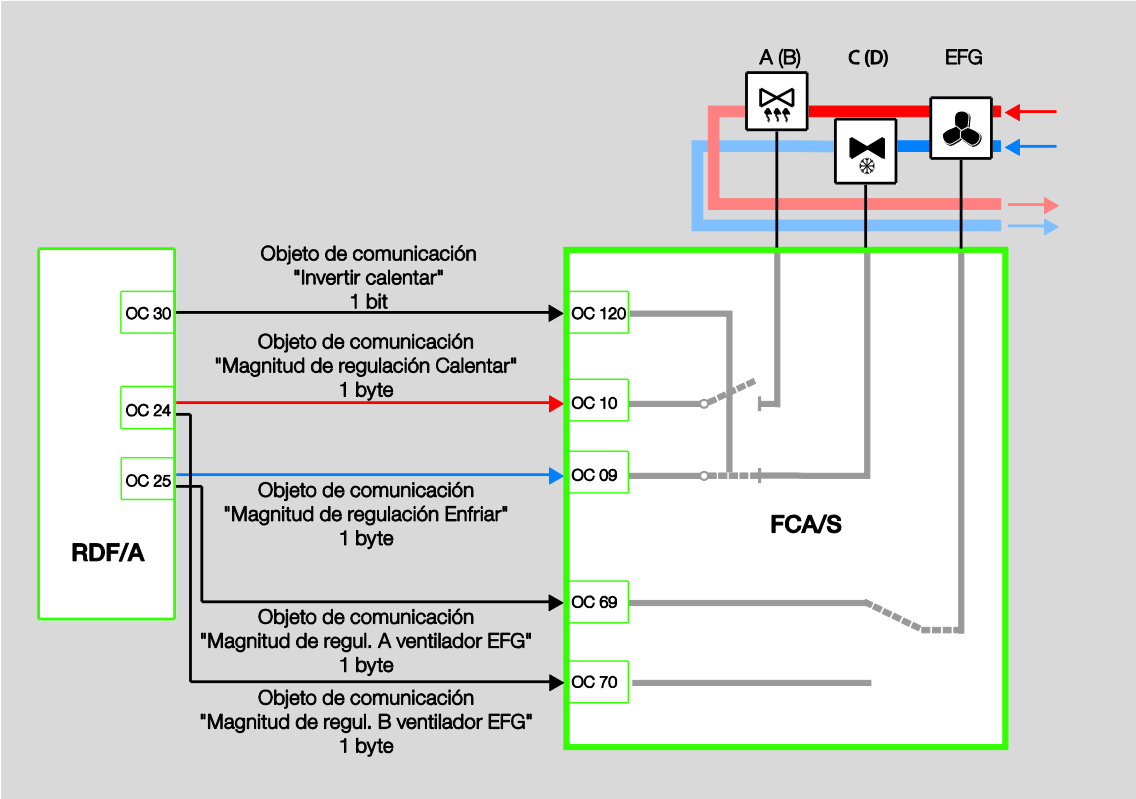 A (B)
C (D)
EFG
Objeto de comunicación
"Invertir calentar"
1 bit
OC 30
OC 120
Objeto de comunicación
"Magnitud de regulación Calentar"
1 byte
OC 24
OC 10
OC 25
OC 09
Objeto de comunicación
"Magnitud de regulación Enfriar"
1 byte
FCA/S
RDF/A
OC 69
Objeto de comunicación
"Magnitud de regul. A ventilador EFG"
1 byte
OC 70
Objeto de comunicación
"Magnitud de regul. B ventilador EFG"
1 byte